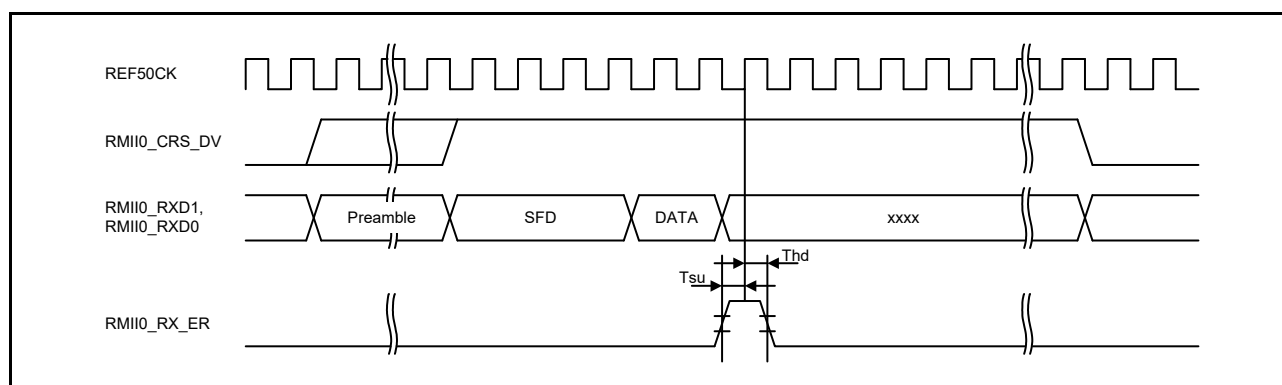 REF50CK
RMII0_CRS_DV
RMII0_RXD1,
RMII0_RXD0
Preamble
SFD
DATA
xxxx
Thd
Tsu
RMII0_RX_ER